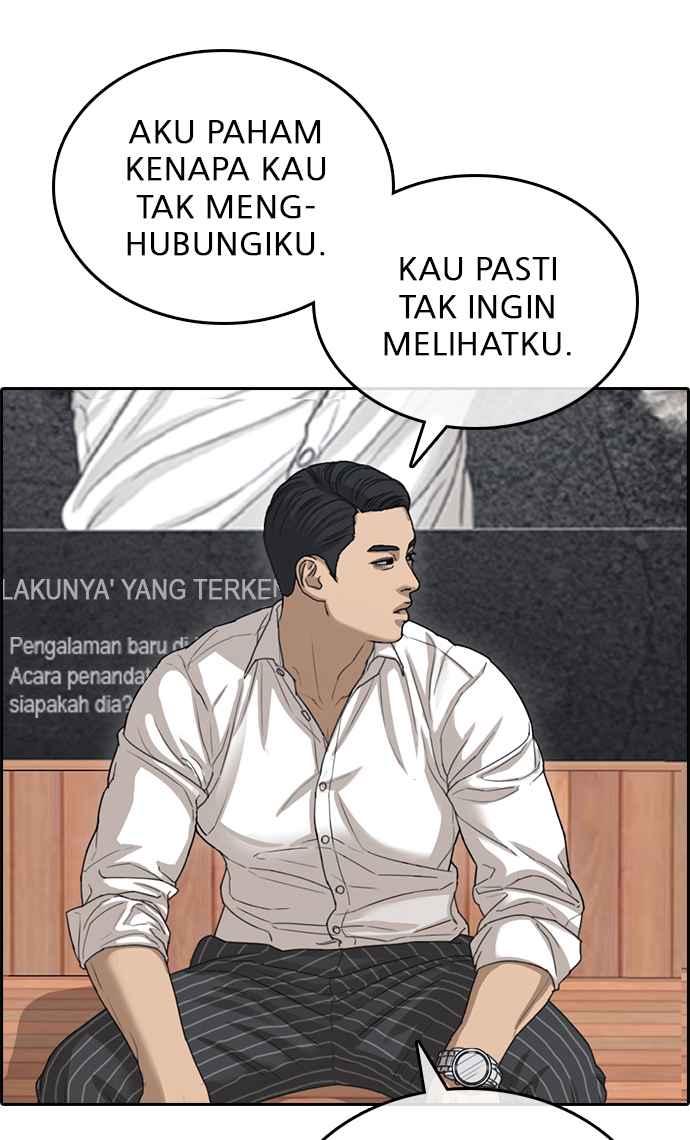 AKU PAHAM
KENAPA KAU
TAK MENG-
HUBUNGIKU.
KAU PASTI
TAK INGIN
MELIHATKU.
LAKUNYA' YANG TERKE
Pengalaman baru di
Acara penandat
siapakah dia?